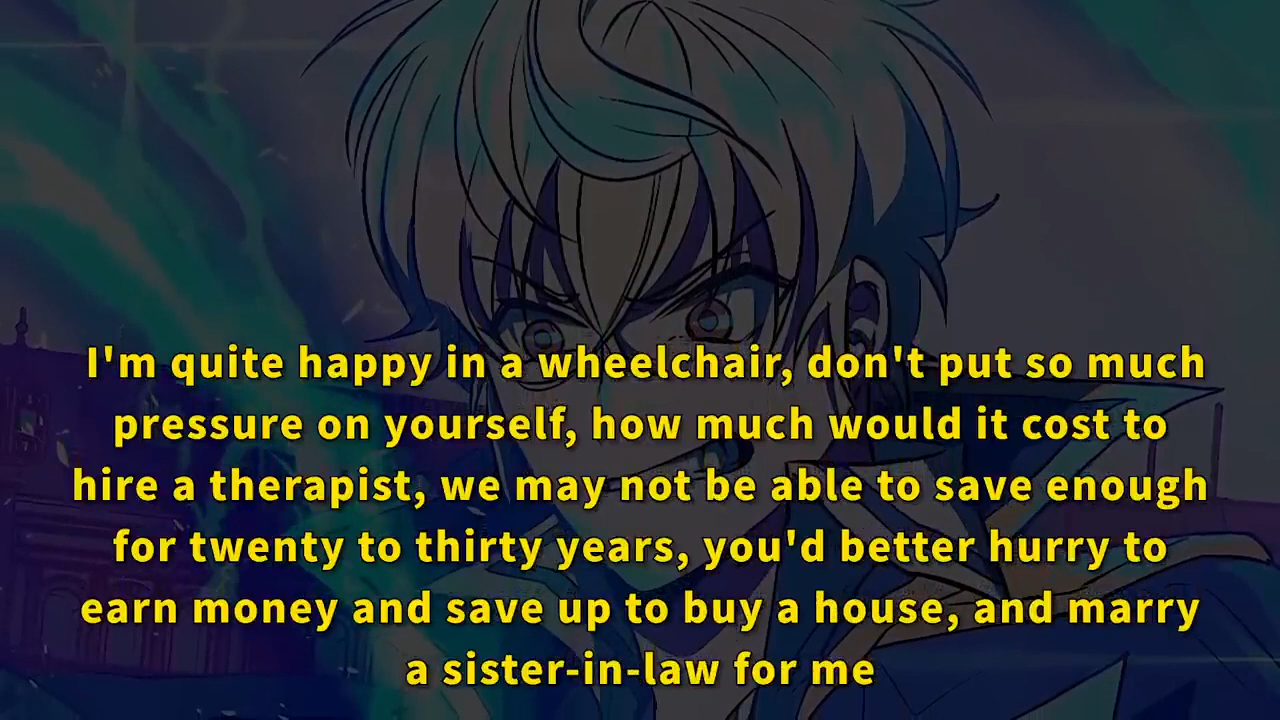 I'm quite happy in a wheelchair, don't put so much
pressure on yourself, how much would it cost to
hire a therapist, we may not be able to save enough
for twenty to thirty years, you'd better hurry to
earn money and save up to buy a house, and marry
a sister-in-law for me